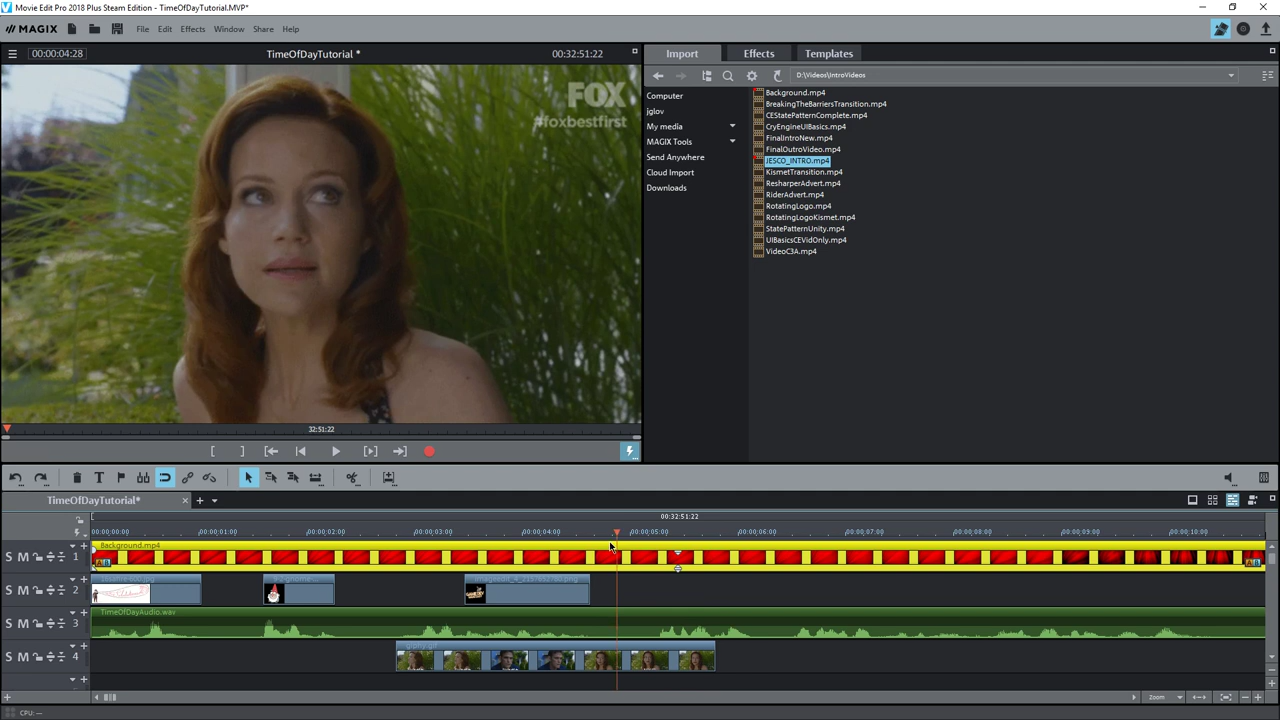 Movie Edit Pro 2018 Plus Steam Edition - TimeOfDayTutorial.MVP*
MAGIX File Edit Effects Window Share Help
00:00:04:28 TimeOfDayTutorial * 00:32:51:22
Import Effects Templates
D:\Videos\IntroVideos
Computer
jglov
My media
MAGIX Tools
Send Anywhere
Cloud Import
Downloads
Background.mp4
BreakingTheBarriersTransition.mp4
CEStatePatternComplete.mp4
CryEngineUIBasics.mp4
FinalIntroNew.mp4
FinalOutroVideo.mp4
JESCO_INTRO.mp4
KismetTransition.mp4
ResharperAdvert.mp4
RiderAdvert.mp4
RotatingLogo.mp4
RotatingLogoKismet.mp4
StatePatternUnity.mp4
UIBasicsCEVidOnly.mp4
VideoC3A.mp4
FOX
#foxbestfirst
32:51:22
TimeOfDayTutorial*
00:32:51:22
00:00:00:00 00:00:01:00 00:00:02:00 00:00:03:00 00:00:04:00 00:00:05:00 00:00:06:00 00:00:07:00 00:00:08:00 00:00:09:00 00:00:10:00
S M 1 Background.mp4
S M 2
S M 3 TimeOfDayAudio.wav
S M 4
Zoom
CPU: —